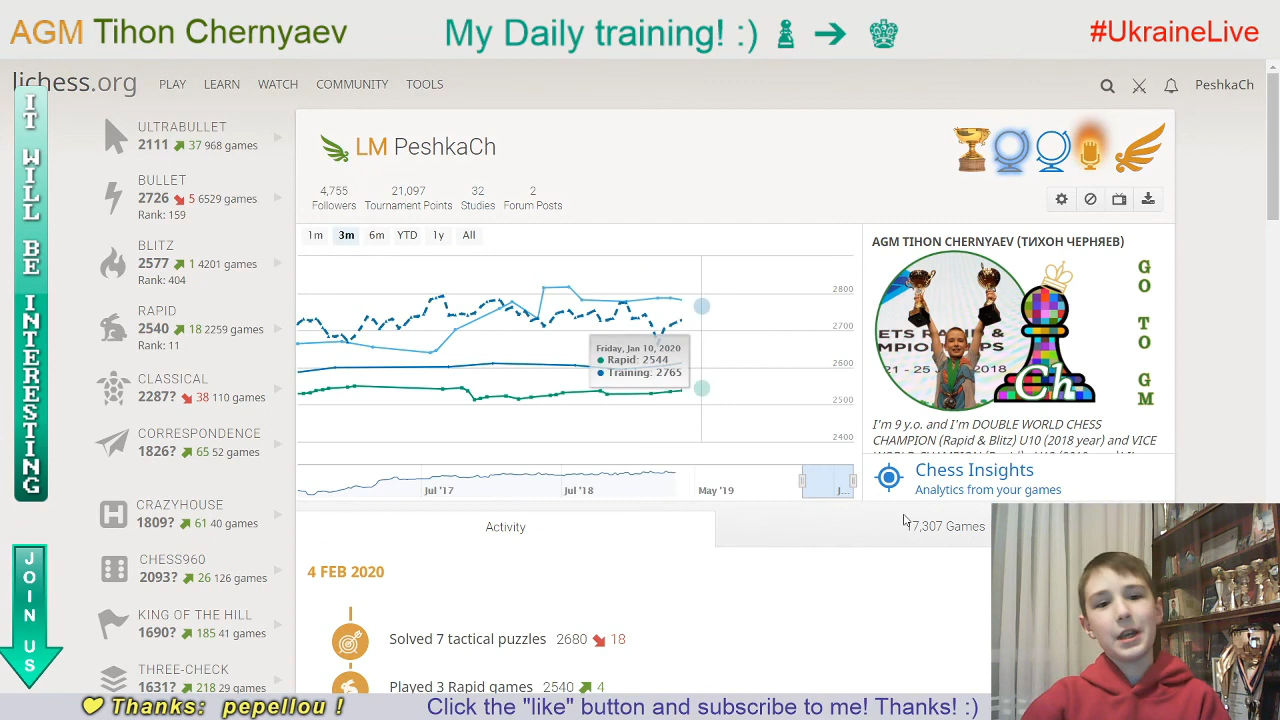 AGM Tihon Chernyaev
My Daily training! :)
#UkraineLive
lichess.org
PLAY LEARN WATCH COMMUNITY TOOLS
PeshkaCh
IT WILL BE INTERESTING
JOIN US
ULTRABULLET
2111 37 968 games
BULLET
2726 5 6529 games
Rank: 159
BLITZ
2577 1 4201 games
Rank: 404
RAPID
2540 18 2259 games
Rank: 11
CLASSICAL
2287? 38 110 games
CORRESPONDENCE
1826? 65 52 games
CRAZYHOUSE
1809? 61 40 games
CHESS960
2093? 26 126 games
KING OF THE HILL
1690? 185 41 games
THREE-CHECK
1631? 218 29 games
LM PeshkaCh
4,755 21,097 32 2
Followers Tournament Points Studies Forum Posts
1m 3m 6m YTD 1y All
2800
2700
2600
2500
2400
Friday, Jan 10, 2020
Rapid: 2544
Training: 2765
Jul '17 Jul '18 May '19 J...
AGM TIHON CHERNYAEV (ТИХОН ЧЕРНЯЕВ)
ETS RAPID &
MPIONSHIPS
21 - 25 2018
Ch
GO TO GM
I'm 9 y.o. and I'm DOUBLE WORLD CHESS
CHAMPION (Rapid & Blitz) U10 (2018 year) and VICE
Chess Insights
Analytics from your games
Activity
17,307 Games
4 FEB 2020
Solved 7 tactical puzzles 2680 18
Played 3 Rapid games 2540 4
Thanks: pepellou !
Click the "like" button and subscribe to me! Thanks! :)